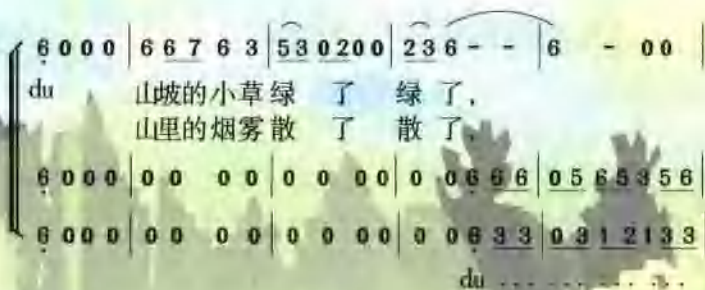 6 0 0 0 | 6 6 7 6 3 | 5 3 0 2 0 0 | 2 3 6 - - | 6 - 0 0 |
du 山坡的小草绿 了 绿 了，
山里的烟雾散 了 散 了，
6 0 0 0 | 0 0 0 0 | 0 0 0 0 | 0 0 6 6 6 | 0 5 6 5 3 5 6
6 0 0 0 | 0 0 0 0 | 0 0 0 0 | 0 0 6 3 3 | 0 3 1 2 1 3 3
du . . . . . . . . . . .